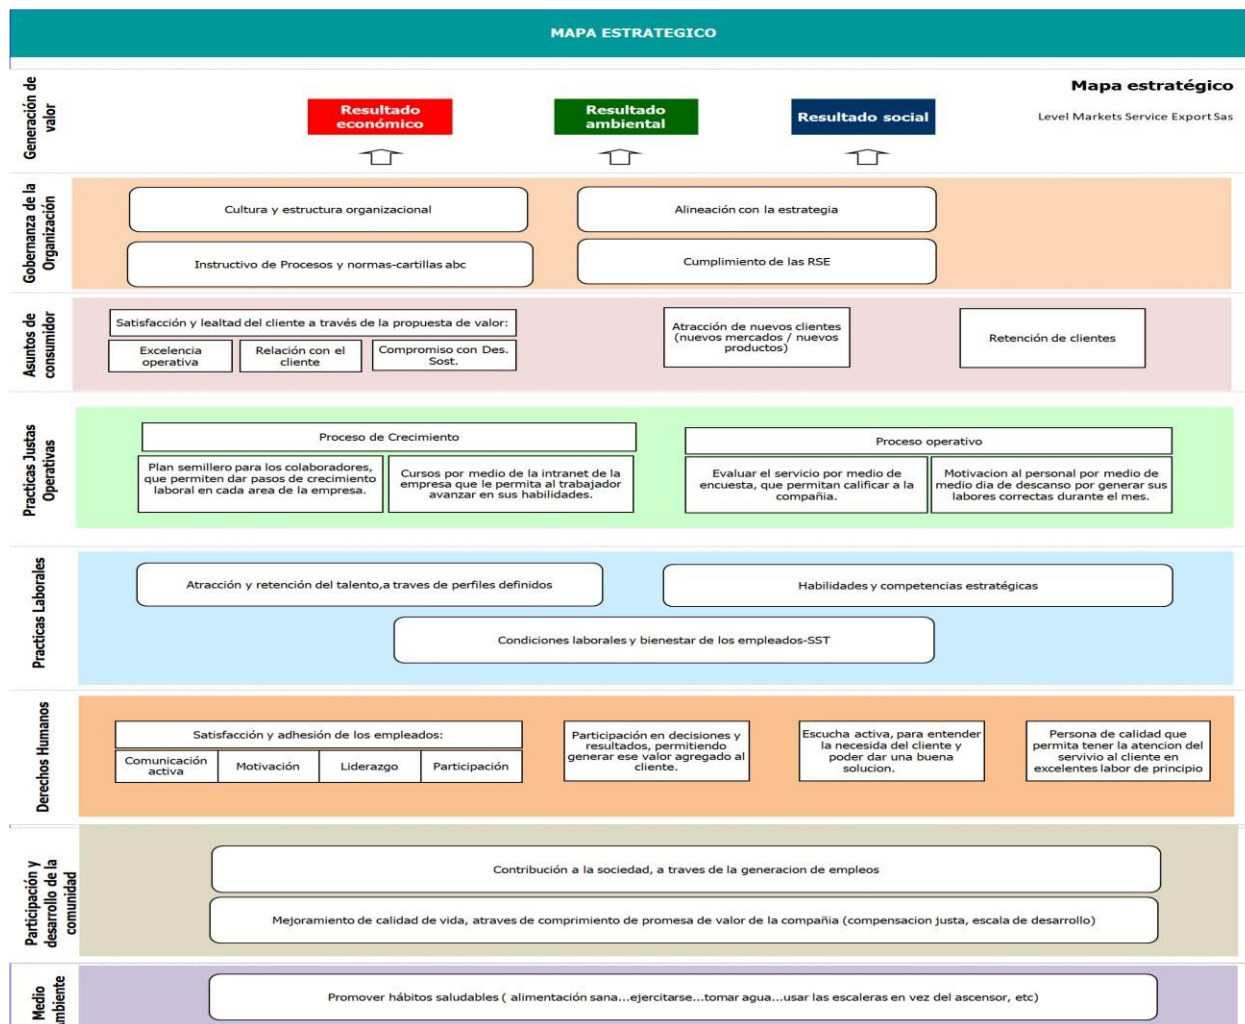 MAPA ESTRATEGICO
Generación de
valor
Resultado
económico
Resultado
ambiental
Resultado social
Mapa estratégico
Level Markets Service Export Sas
Gobernanza de la
Organización
Cultura y estructura organizacional
Alineación con la estrategia
Instructivo de Procesos y normas-cartillas abc
Cumplimiento de las RSE
Asuntos de
consumidor
Satisfacción y lealtad del cliente a través de la propuesta de valor:
Excelencia
operativa
Relación con el
cliente
Compromiso con Des.
Sost.
Atracción de nuevos clientes
(nuevos mercados / nuevos
productos)
Retención de clientes
Practicas Justas
Operativas
Proceso de Crecimiento
Plan semillero para los colaboradores,
que permiten dar pasos de crecimiento
laboral en cada area de la empresa.
Cursos por medio de la intranet de la
empresa que le permita al trabajador
avanzar en sus habilidades.
Proceso operativo
Evaluar el servicio por medio de
encuesta, que permitan calificar a la
compañia.
Motivacion al personal por medio de
medio dia de descanso por generar sus
labores correctas durante el mes.
Practicas Laborales
Atracción y retención del talento,a traves de perfiles definidos
Habilidades y competencias estratégicas
Condiciones laborales y bienestar de los empleados-SST
Derechos Humanos
Satisfacción y adhesión de los empleados:
Comunicación
activa
Motivación
Liderazgo
Participación
Participación en decisiones y
resultados, permitiendo
generar ese valor agregado al
cliente.
Escucha activa, para entender
la necesida del cliente y
poder dar una buena
solucion.
Persona de calidad que
permita tener la atencion del
servivio al cliente en
excelentes labor de principio
Participación y
desarrollo de la
comunidad
Contribución a la sociedad, a traves de la generacion de empleos
Mejoramiento de calidad de vida, atraves de comprimiento de promesa de valor de la compañia (compensacion justa, escala de desarrollo)
Medio
ambiente
Promover hábitos saludables ( alimentación sana...ejercitarse...tomar agua...usar las escaleras en vez del ascensor, etc)